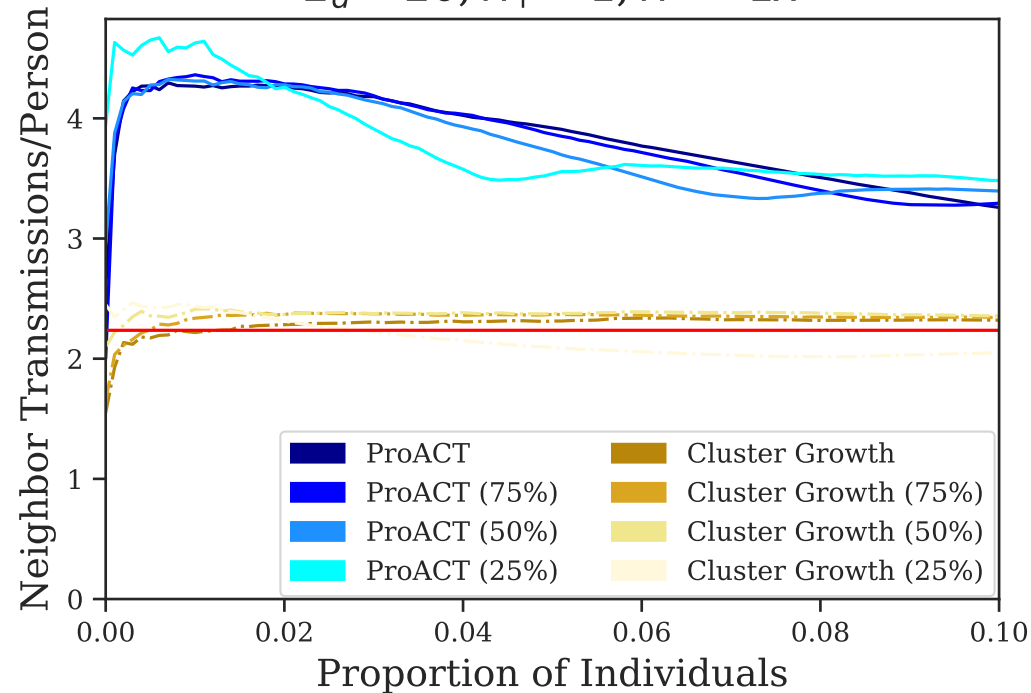 Neighbor Transmissions/Person
4
3
2
1
0
ProACT
ProACT (75%)
ProACT (50%)
ProACT (25%)
Cluster Growth
Cluster Growth (75%)
Cluster Growth (50%)
Cluster Growth (25%)
0.00 0.02 0.04 0.06 0.08 0.10
Proportion of Individuals